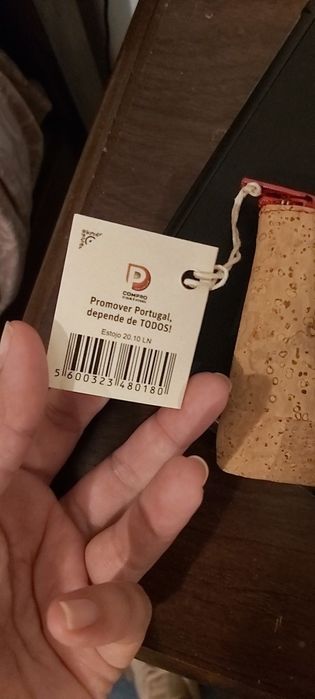 COMPRO
Promover Portugal,
depende de TODOS!
Estojo 20.10 LN
5 600323 480180